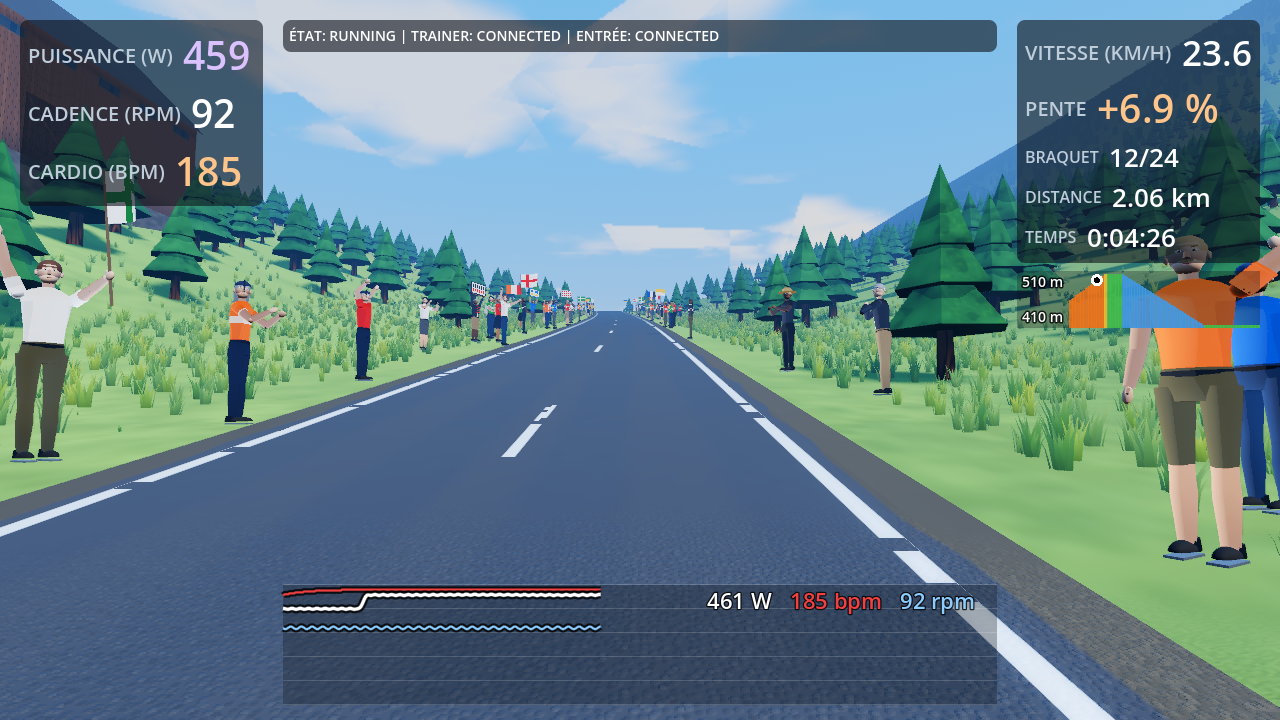 PUISSANCE (W) 459
CADENCE (RPM) 92
CARDIO (BPM) 185
ÉTAT: RUNNING | TRAINER: CONNECTED | ENTRÉE: CONNECTED
VITESSE (KM/H) 23.6
PENTE +6.9 %
BRAQUET 12/24
DISTANCE 2.06 km
TEMPS 0:04:26
510 m
410 m
461 W 185 bpm 92 rpm